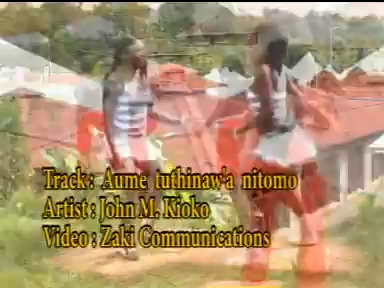 Track : Aume tuthinaw'a nitomo
Artist : John M. Kioko
Video : Zaki Communications